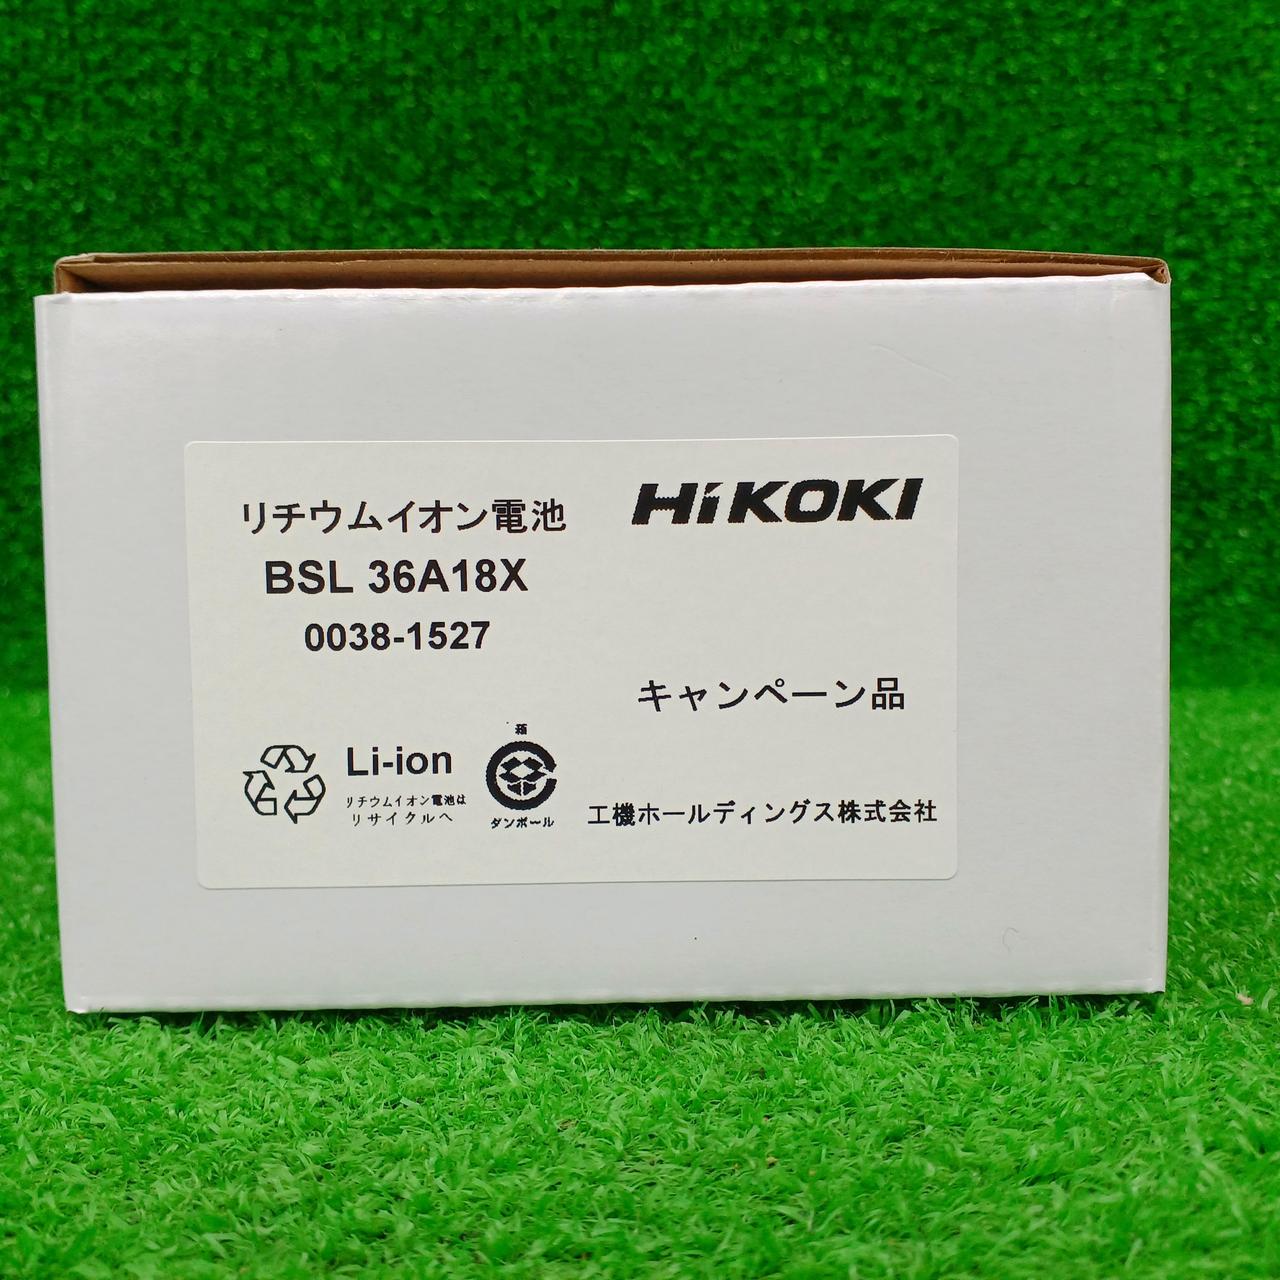 リチウムイオン電池
HiKOKI
BSL 36A18X
0038-1527
キャンペーン品
Li-ion
リチウムイオン電池は
リサイクルへ
箱
ダンボール
工機ホールディングス株式会社